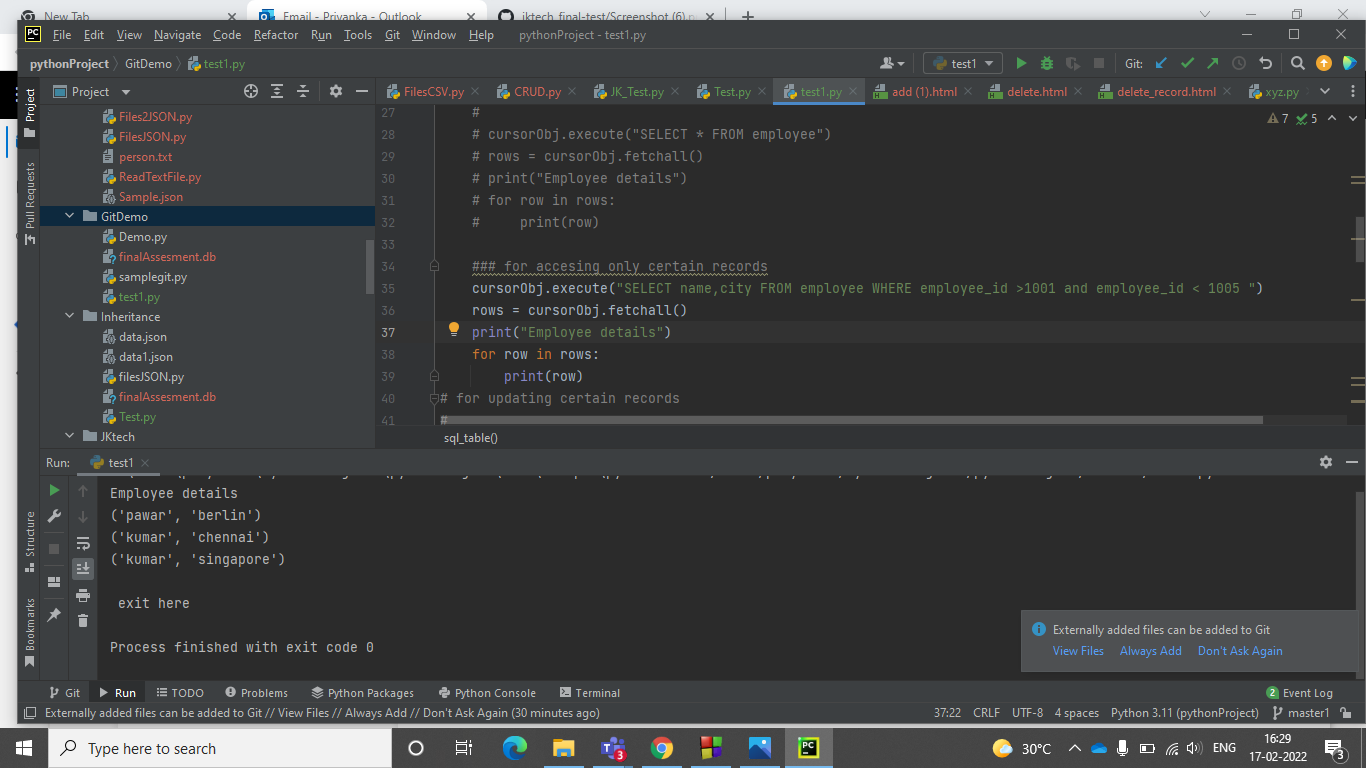 New Tab
Email - Priyanka - Outlook
jktech_final-test/Screenshot (6).p
PC File Edit View Navigate Code Refactor Run Tools Git Window Help pythonProject - test1.py
pythonProject GitDemo test1.py
test1 Git:
Project
FilesCSV.py CRUD.py JK_Test.py Test.py test1.py add (1).html delete.html delete_record.html xyz.py
Project
Pull Requests
Files2JSON.py
FilesJSON.py
person.txt
ReadTextFile.py
Sample.json
GitDemo
Demo.py
finalAssesment.db
samplegit.py
test1.py
Inheritance
data.json
data1.json
filesJSON.py
finalAssesment.db
Test.py
JKtech
7 5
27 #
28 # cursorObj.execute("SELECT * FROM employee")
29 # rows = cursorObj.fetchall()
30 # print("Employee details")
31 # for row in rows:
32 #     print(row)
33
34 ### for accesing only certain records
35 cursorObj.execute("SELECT name,city FROM employee WHERE employee_id >1001 and employee_id < 1005 ")
36 rows = cursorObj.fetchall()
37 print("Employee details")
38 for row in rows:
39     print(row)
40 # for updating certain records
41 #
sql_table()
Run: test1
Structure
Bookmarks
Employee details
('pawar', 'berlin')
('kumar', 'chennai')
('kumar', 'singapore')
exit here
Process finished with exit code 0
Externally added files can be added to Git
View Files Always Add Don't Ask Again
Git Run TODO Problems Python Packages Python Console Terminal 2 Event Log
Externally added files can be added to Git // View Files // Always Add // Don't Ask Again (30 minutes ago) 37:22 CRLF UTF-8 4 spaces Python 3.11 (pythonProject) master1
Type here to search
3
PC
30°C
ENG
16:29
17-02-2022
3